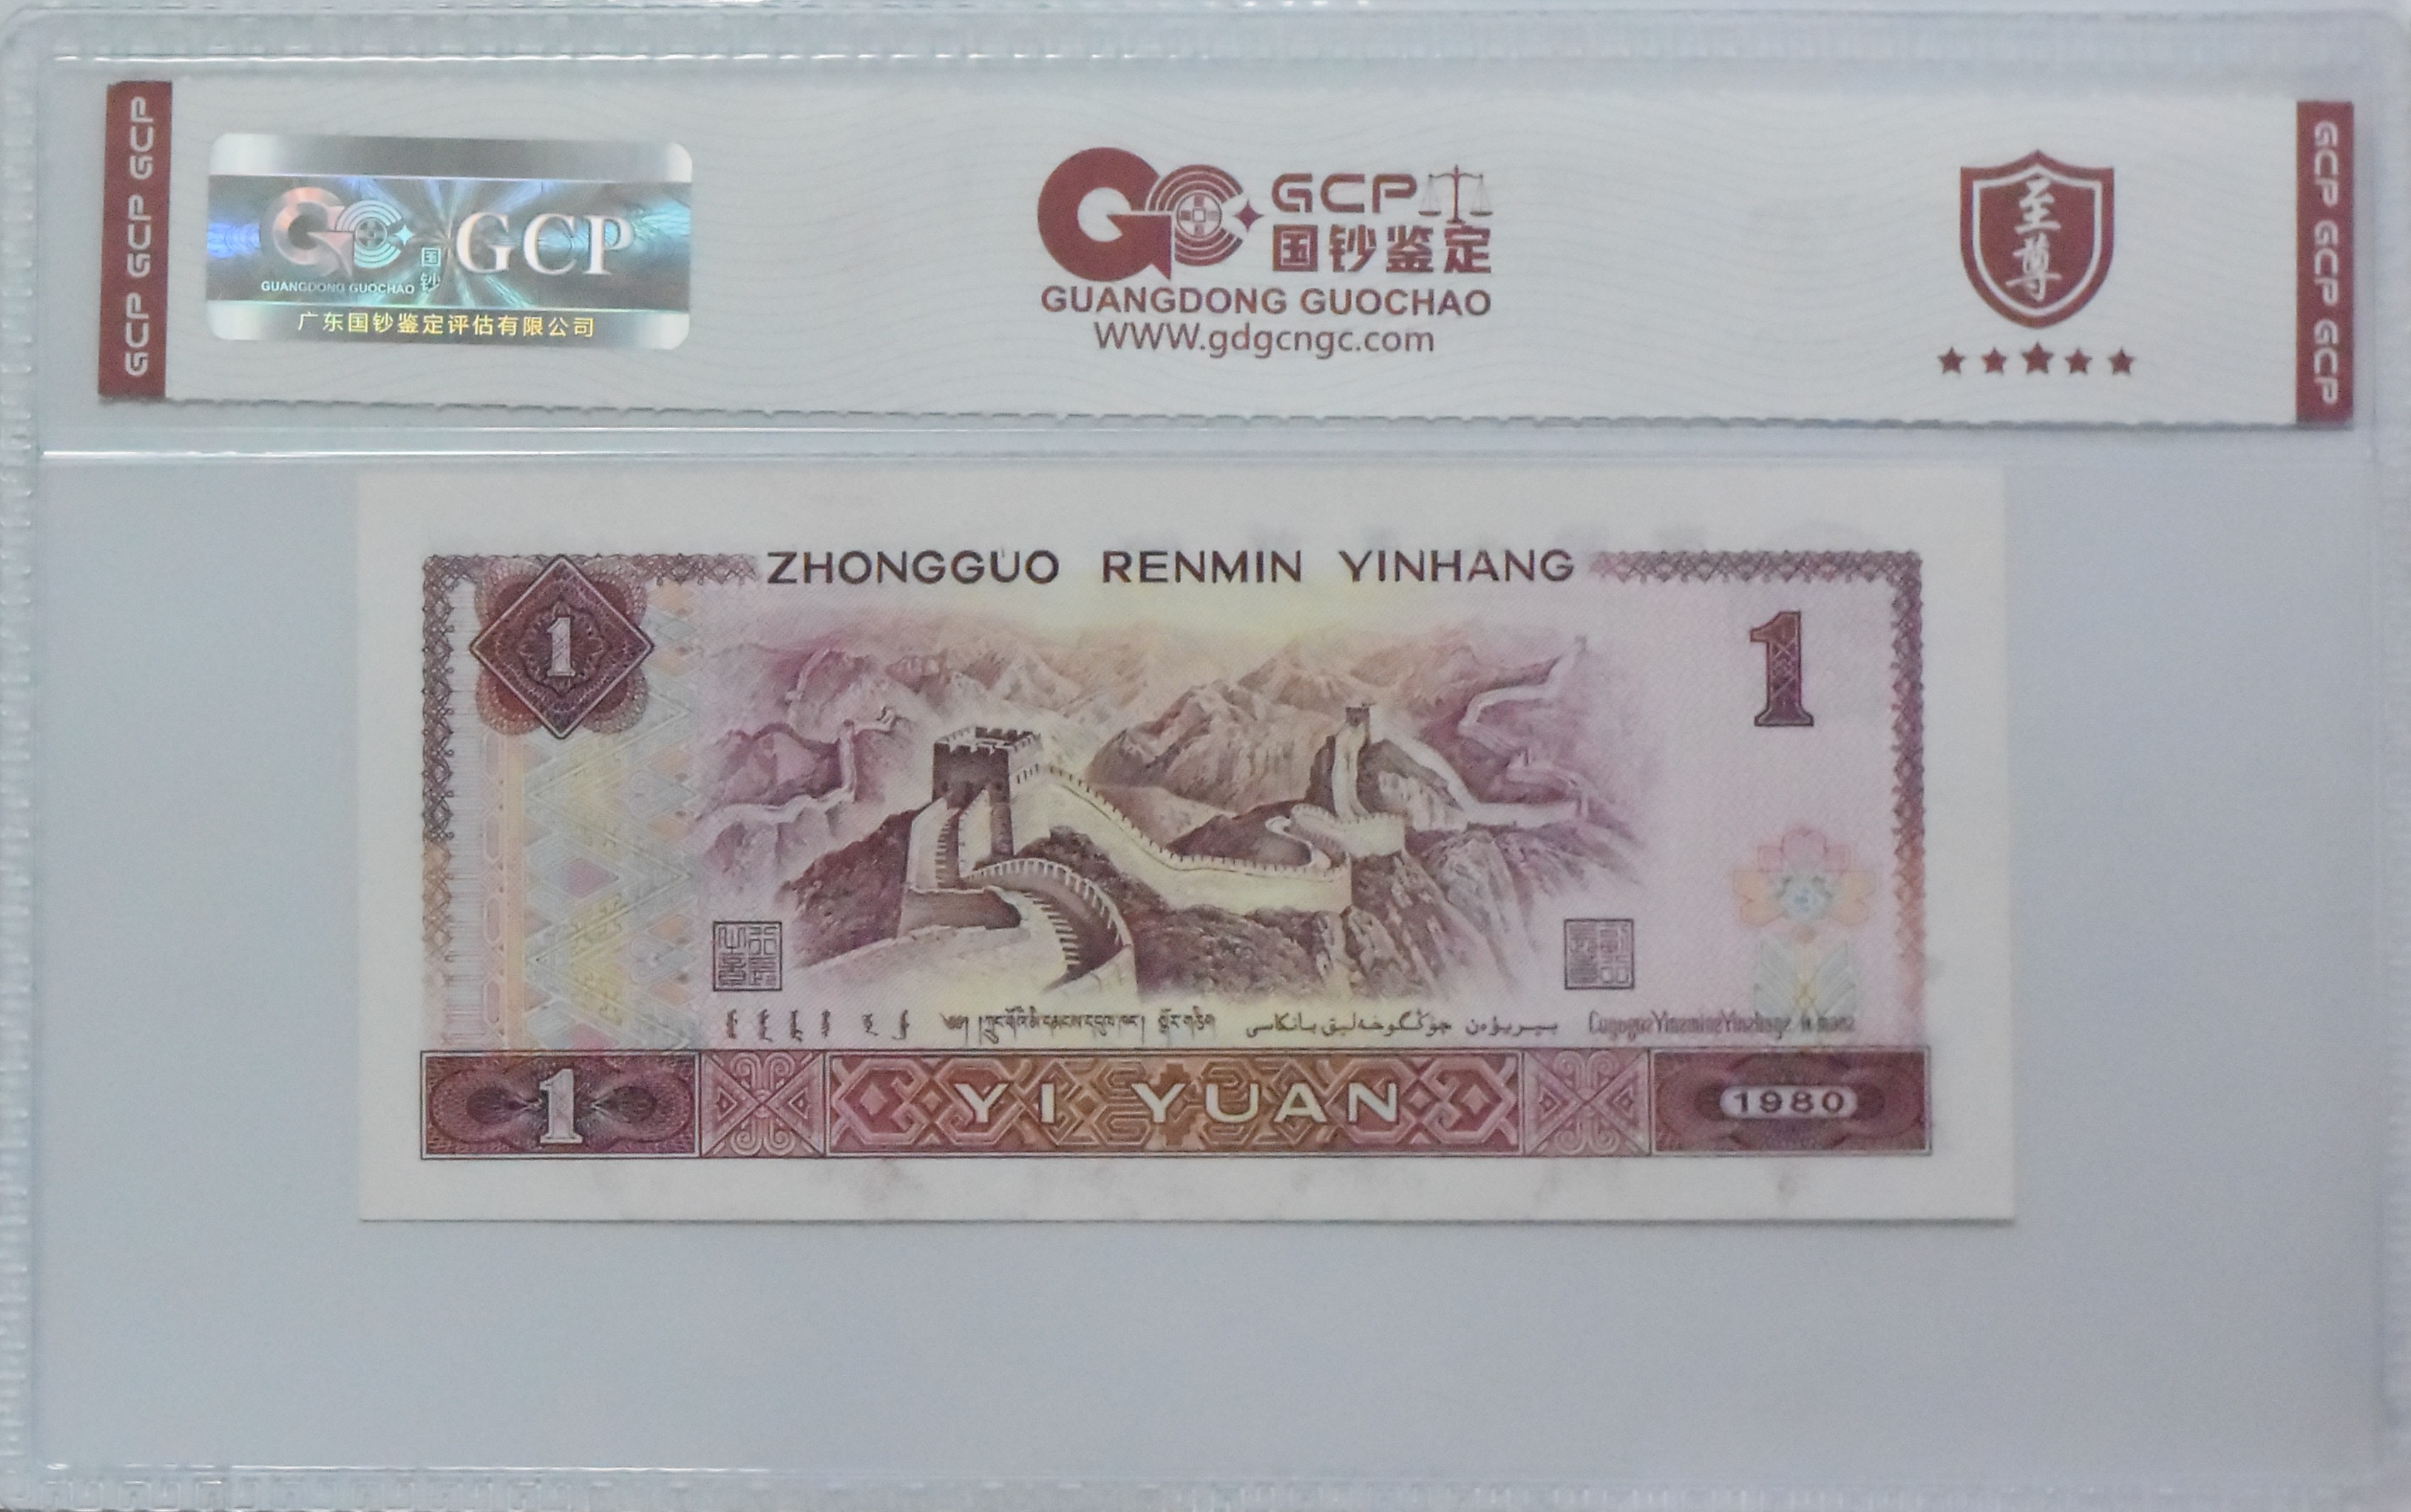 GCP GCP GCP
国钞 GCP
GUANGDONG GUOCHAO
广东国钞鉴定评估有限公司
GCP
国钞鉴定
GUANGDONG GUOCHAO
WWW.gdgcngc.com
至尊
GCP GCP GCP
ZHONGGUO RENMIN YINHANG
1
1
1
YI YUAN
1980